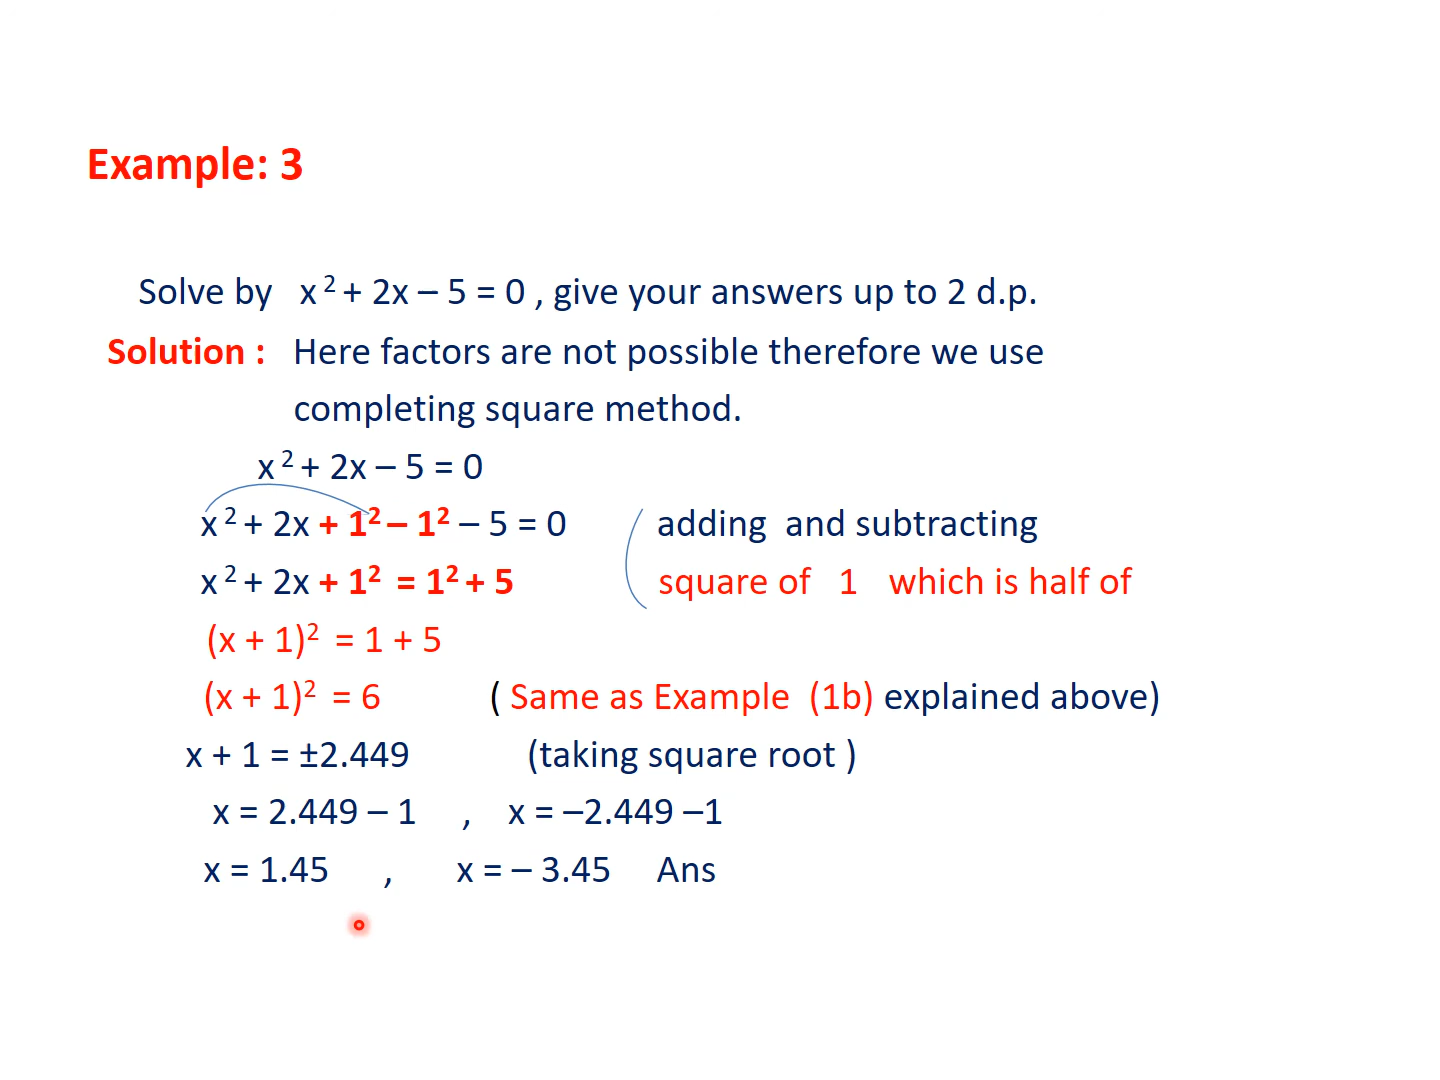 Example: 3
Solve by x² + 2x – 5 = 0 , give your answers up to 2 d.p.
Solution : Here factors are not possible therefore we use
completing square method.
x² + 2x – 5 = 0
x² + 2x + 1² – 1² – 5 = 0 adding and subtracting
x² + 2x + 1² = 1² + 5 square of 1 which is half of
(x + 1)² = 1 + 5
(x + 1)² = 6 ( Same as Example (1b) explained above)
x + 1 = ±2.449 (taking square root )
x = 2.449 – 1 , x = –2.449 –1
x = 1.45 , x = – 3.45 Ans